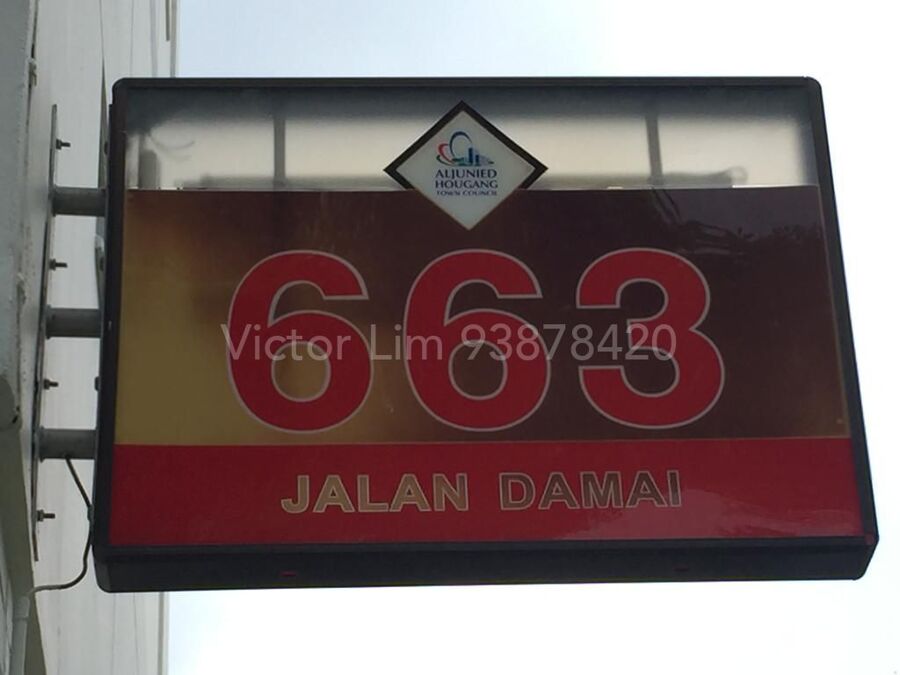 ALJUNIED
HOUGANG
TOWN COUNCIL
663
Victor Lim 93878420
JALAN DAMAI